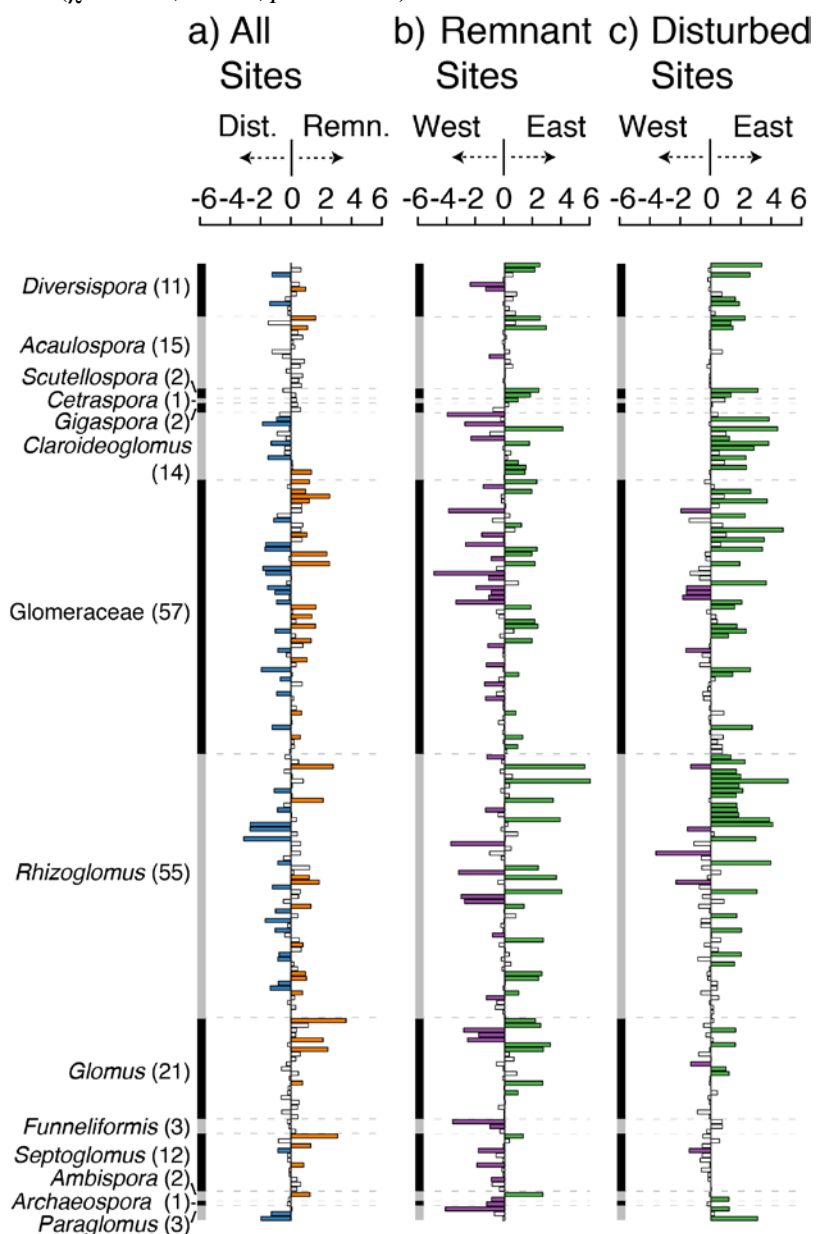 a) All Sites
b) Remnant Sites
c) Disturbed Sites
Dist. Remn.
West East
West East
-6 -4 -2 0 2 4 6
-6 -4 -2 0 2 4 6
-6 -4 -2 0 2 4 6
Diversispora (11)
Acaulospora (15)
Scutellospora (2)
Cetraspora (1)
Gigaspora (2)
Claroideoglomus
(14)
Glomeraceae (57)
Rhizoglomus (55)
Glomus (21)
Funneliformis (3)
Septoglomus (12)
Ambispora (2)
Archaeospora (1)
Paraglomus (3)